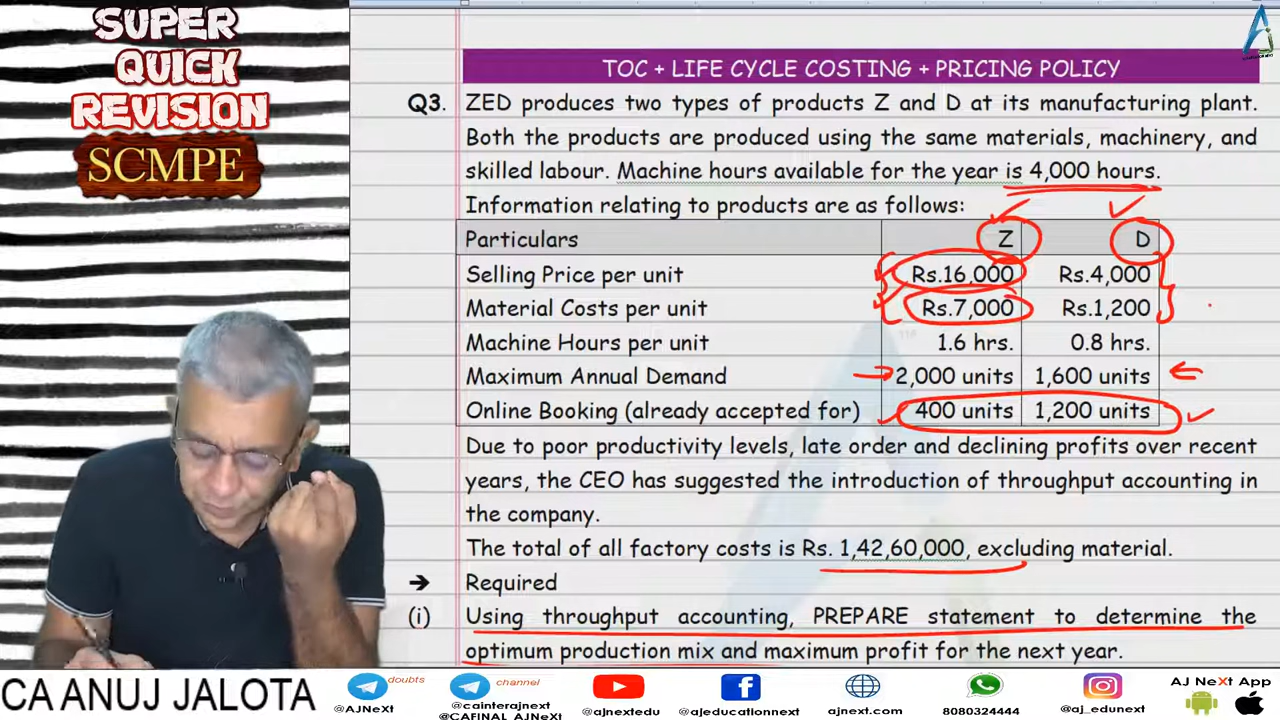 SUPER
QUICK
REVISION
SCMPE
TOC + LIFE CYCLE COSTING + PRICING POLICY
Q3. ZED produces two types of products Z and D at its manufacturing plant.
Both the products are produced using the same materials, machinery, and
skilled labour. Machine hours available for the year is 4,000 hours.
Information relating to products are as follows:
Particulars Z D
Selling Price per unit Rs.16,000 Rs.4,000
Material Costs per unit Rs.7,000 Rs.1,200
Machine Hours per unit 1.6 hrs. 0.8 hrs.
Maximum Annual Demand 2,000 units 1,600 units
Online Booking (already accepted for) 400 units 1,200 units
Due to poor productivity levels, late order and declining profits over recent
years, the CEO has suggested the introduction of throughput accounting in
the company.
The total of all factory costs is Rs. 1,42,60,000, excluding material.
→ Required
(i) Using throughput accounting, PREPARE statement to determine the
optimum production mix and maximum profit for the next year.
CA ANUJ JALOTA
doubts
@AJNeXt
channel
@cainterajnext
@CAFINAL_AJNeXt
@ajnextedu
@ajeducationnext
ajnext.com
8080324444
@aj_edunext
AJ NeXt App